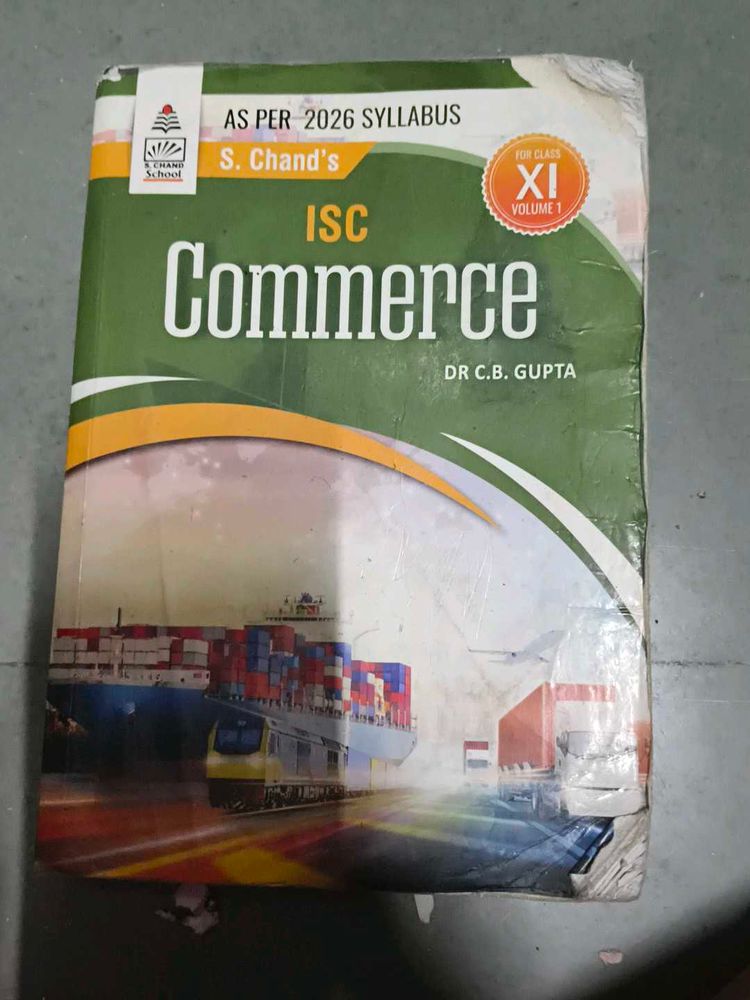 AS PER 2026 SYLLABUS
S. CHAND
School
S. Chand's
FOR CLASS
XI
VOLUME 1
ISC
Commerce
DR C.B. GUPTA